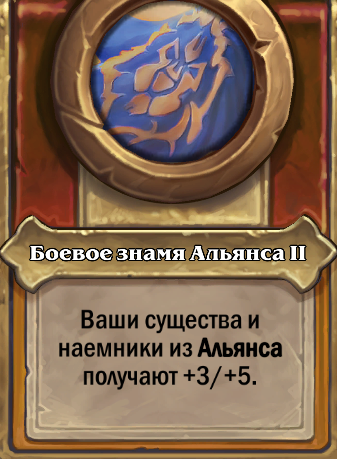 Боевое знамя Альянса II
Ваши существа и
наемники из Альянса
получают +3/+5.